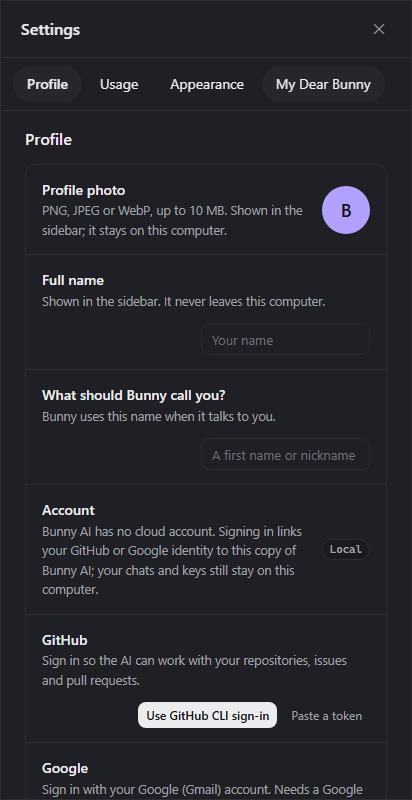 Settings
Profile
Usage
Appearance
My Dear Bunny
Profile
Profile photo
PNG, JPEG or WebP, up to 10 MB. Shown in the
sidebar; it stays on this computer.
B
Full name
Shown in the sidebar. It never leaves this computer.
Your name
What should Bunny call you?
Bunny uses this name when it talks to you.
A first name or nickname
Account
Bunny AI has no cloud account. Signing in links
your GitHub or Google identity to this copy of
Bunny AI; your chats and keys still stay on this
computer.
Local
GitHub
Sign in so the AI can work with your repositories, issues
and pull requests.
Use GitHub CLI sign-in
Paste a token
Google
Sign in with your Google (Gmail) account. Needs a Google